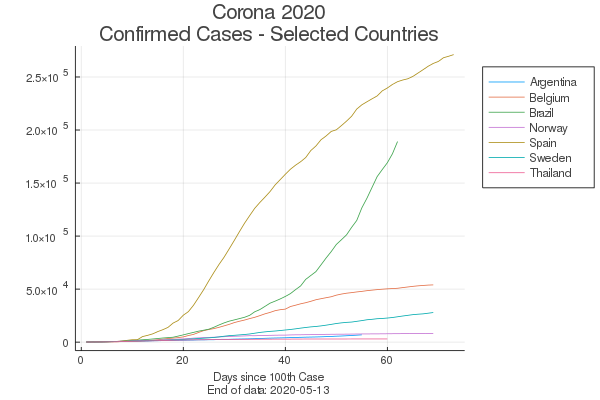 Corona 2020
Confirmed Cases - Selected Countries
2.5×10⁵
2.0×10⁵
1.5×10⁵
1.0×10⁵
5.0×10⁴
0
0 20 40 60
Days since 100th Case
End of data: 2020-05-13
Argentina
Belgium
Brazil
Norway
Spain
Sweden
Thailand